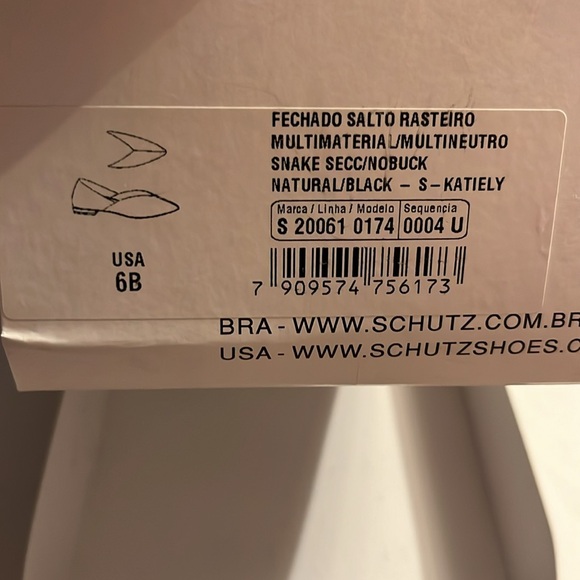 FECHADO SALTO RASTEIRO
MULTIMATERIAL/MULTINEUTRO
SNAKE SECC/NOBUCK
NATURAL/BLACK - S-KATIELY
Marca / Linha / Modelo Sequencia
S 20061 0174 0004 U
USA
6B
7 909574 756173
BRA - WWW.SCHUTZ.COM.BR
USA - WWW.SCHUTZSHOES.C